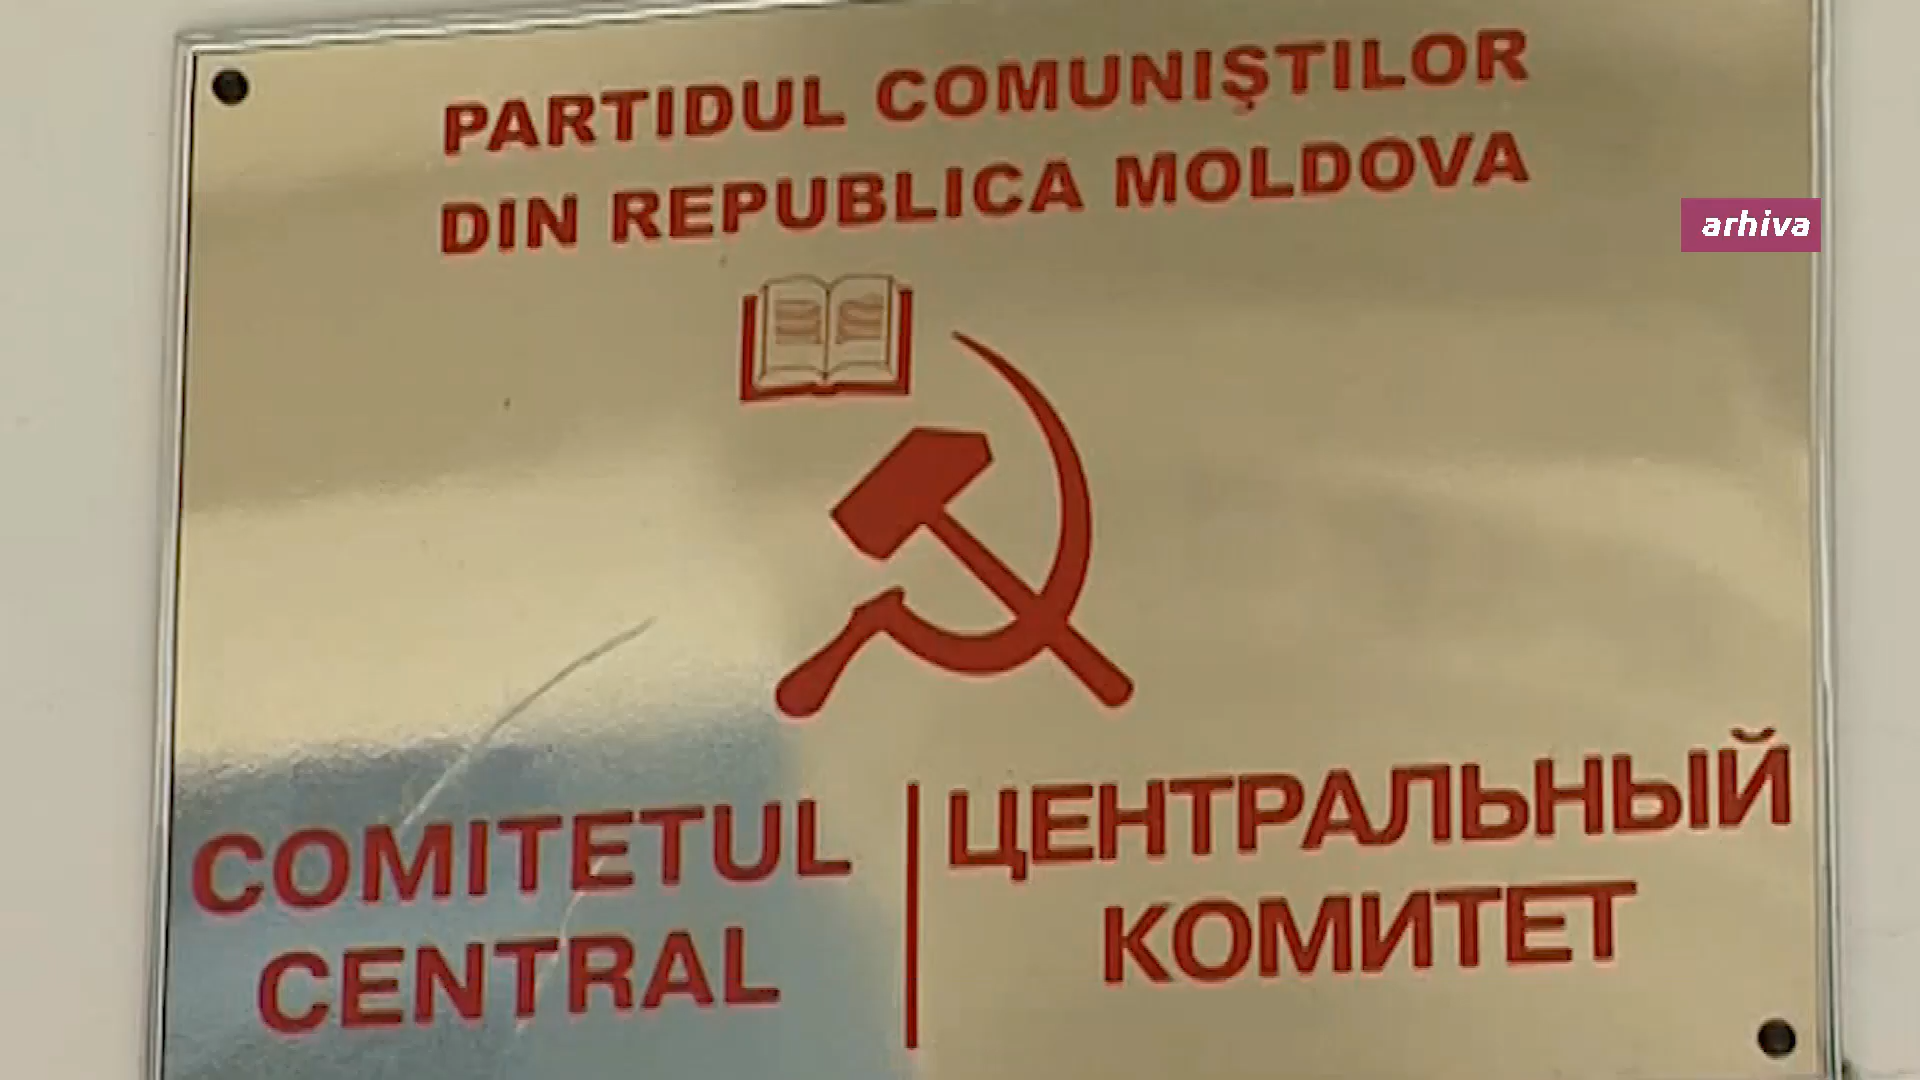 PARTIDUL COMUNIŞTILOR
DIN REPUBLICA MOLDOVA
arhiva
COMITETUL
CENTRAL
ЦЕНТРАЛЬНЫЙ
КОМИТЕТ